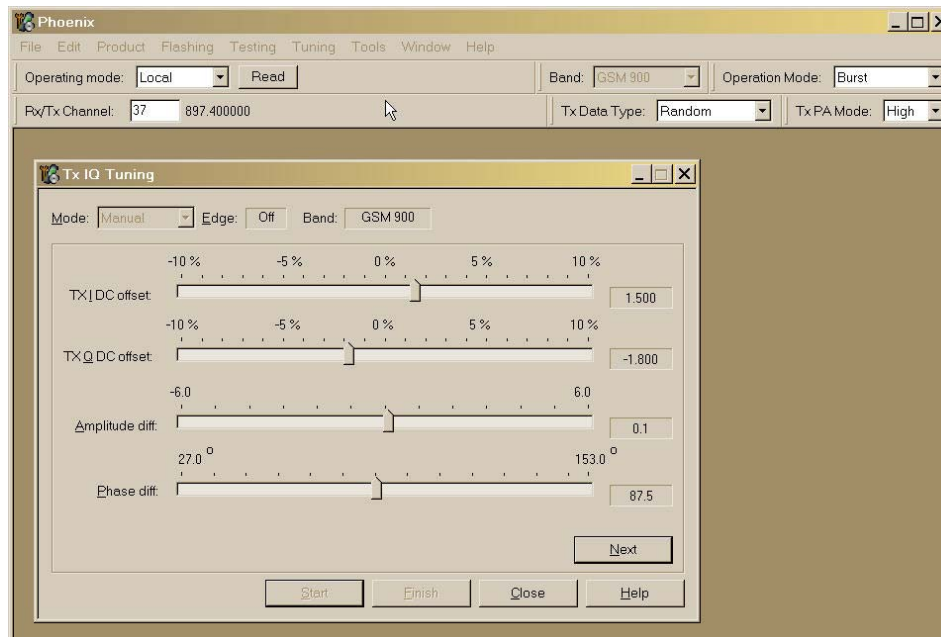 Phoenix
File Edit Product Flashing Testing Tuning Tools Window Help
Operating mode: Local Read Band: GSM 900 Operation Mode: Burst
Rx/Tx Channel: 37 897.400000 Tx Data Type: Random Tx PA Mode: High
Tx IQ Tuning
Mode: Manual Edge: Off Band: GSM 900
-10 % -5 % 0 % 5 % 10 %
TX I DC offset: 1.500
-10 % -5 % 0 % 5 % 10 %
TX Q DC offset: -1.800
-6.0 6.0
Amplitude diff: 0.1
27.0 ° 153.0 °
Phase diff: 87.5
Next
Start Finish Close Help